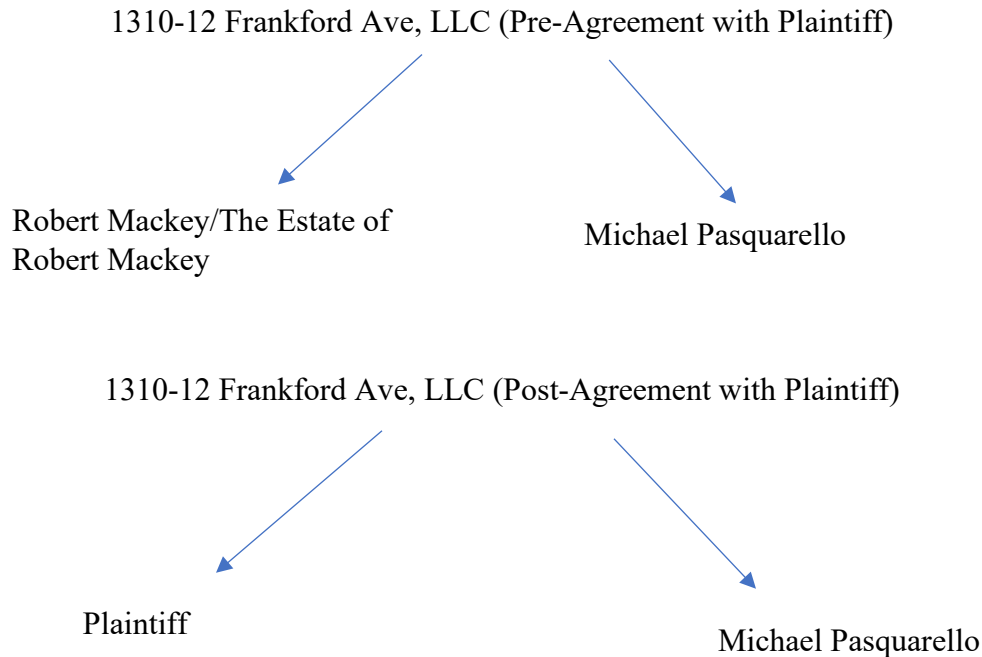 1310-12 Frankford Ave, LLC (Pre-Agreement with Plaintiff)
Robert Mackey/The Estate of
Robert Mackey
Michael Pasquarello
1310-12 Frankford Ave, LLC (Post-Agreement with Plaintiff)
Plaintiff
Michael Pasquarello